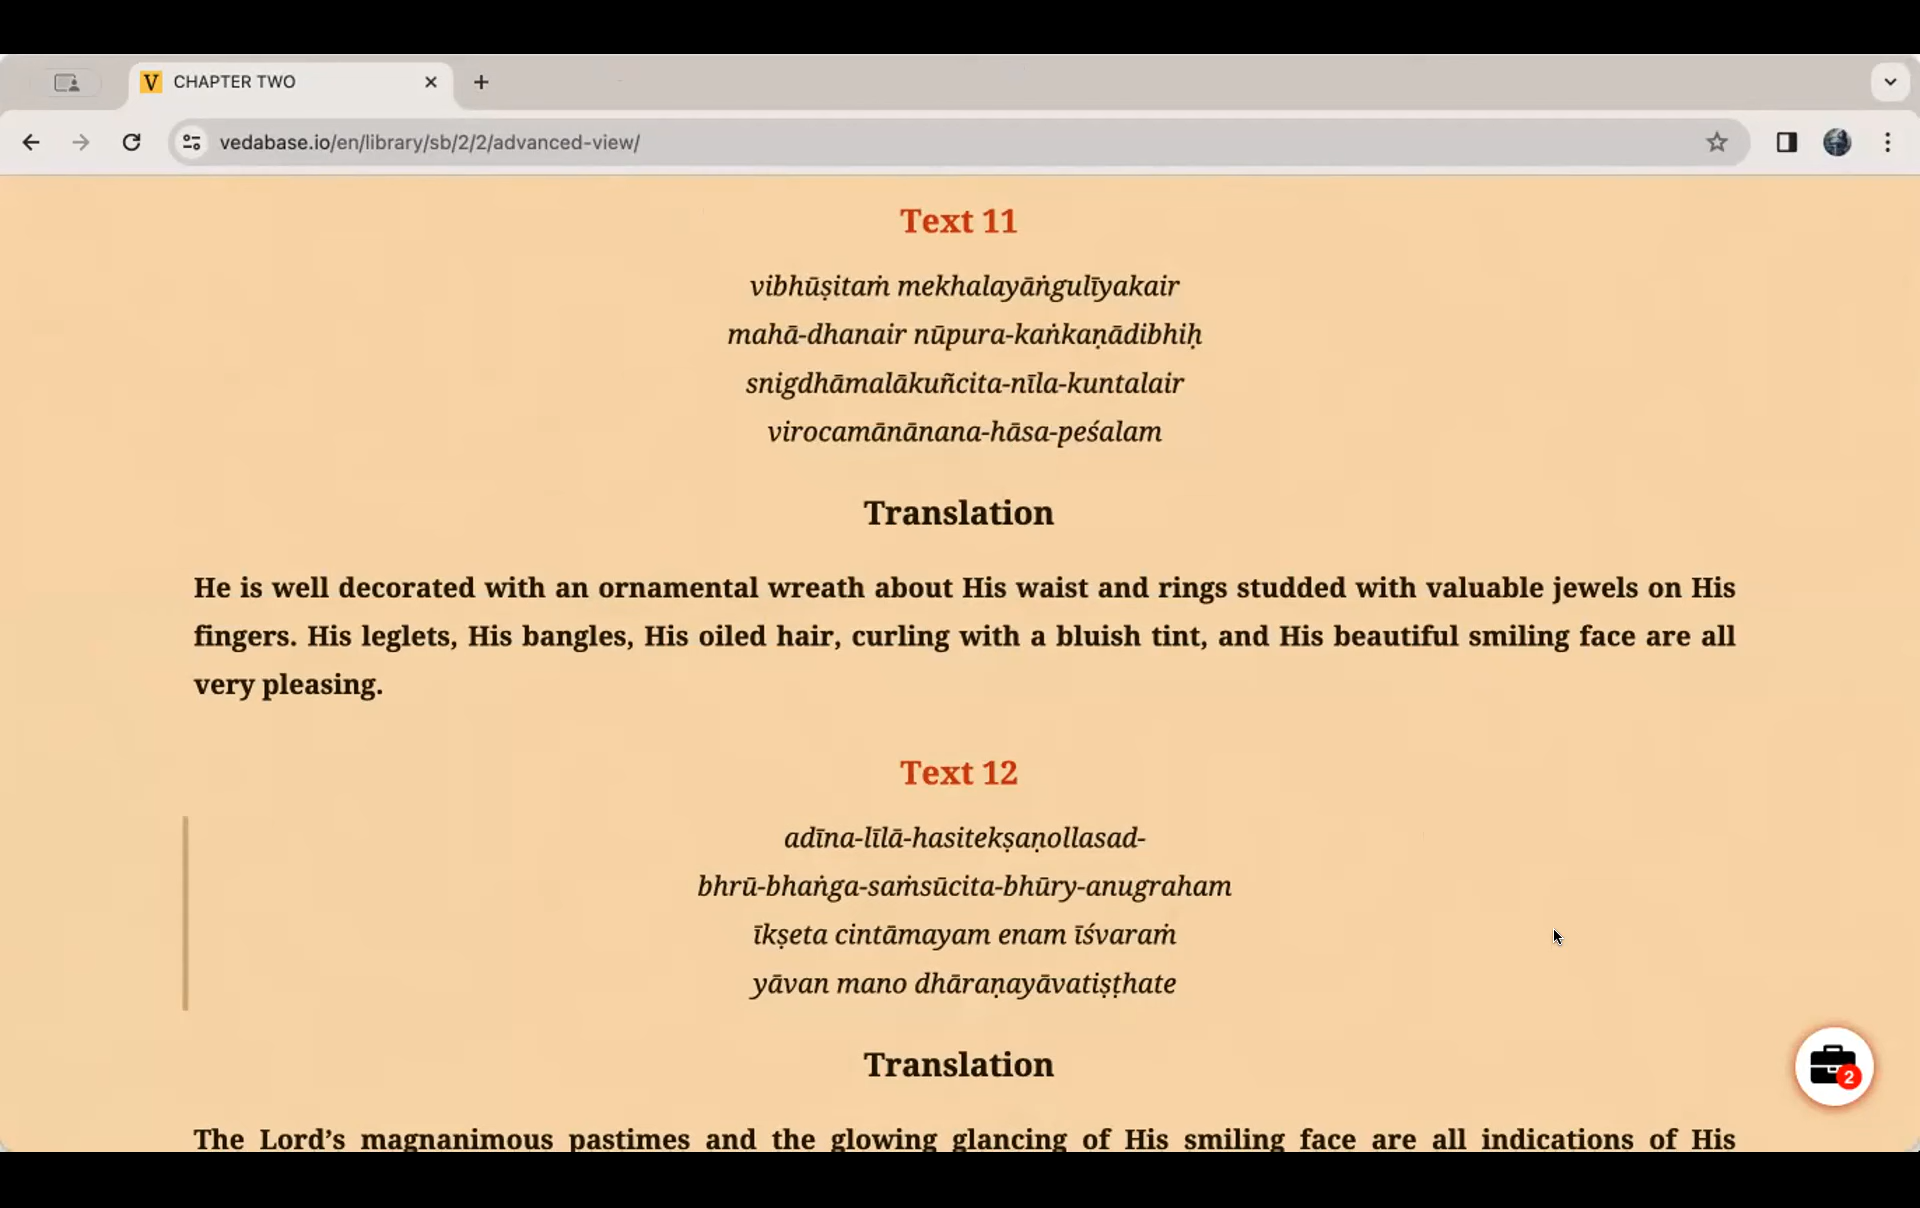 CHAPTER TWO
vedabase.io/en/library/sb/2/2/advanced-view/
Text 11
vibhūṣitaṁ mekhalayāṅgulīyakair
mahā-dhanair nūpura-kaṅkaṇādibhiḥ
snigdhāmalākuñcita-nīla-kuntalair
virocamānānana-hāsa-peśalam
Translation
He is well decorated with an ornamental wreath about His waist and rings studded with valuable jewels on His
fingers. His leglets, His bangles, His oiled hair, curling with a bluish tint, and His beautiful smiling face are all
very pleasing.
Text 12
adīna-līlā-hasitekṣaṇollasad-
bhrū-bhaṅga-saṁsūcita-bhūry-anugraham
īkṣeta cintāmayam enam īśvaraṁ
yāvan mano dhāraṇayāvatiṣṭhate
Translation
2
The Lord’s magnanimous pastimes and the glowing glancing of His smiling face are all indications of His